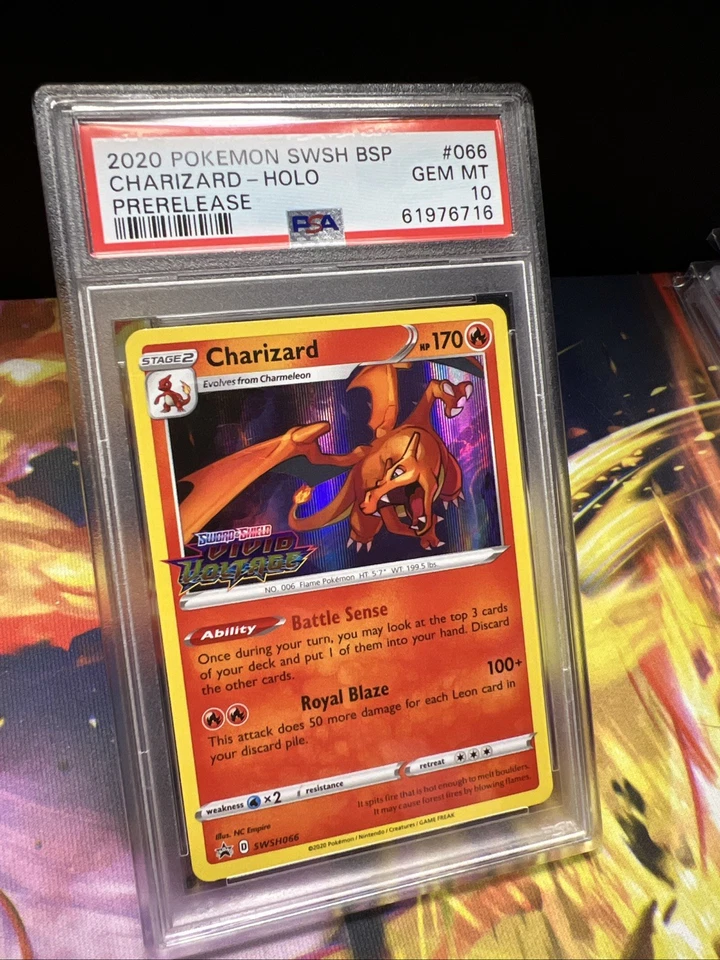 2020 POKEMON SWSH BSP #066
CHARIZARD - HOLO GEM MT
PRERELEASE 10
PSA 61976716
STAGE 2 Charizard HP 170
Evolves from Charmeleon
SWORD & SHIELD
VIVID
VOLTAGE
NO. 006 Flame Pokémon HT 5'7" WT 199.5 lbs.
Ability Battle Sense
Once during your turn, you may look at the top 3 cards
of your deck and put 1 of them into your hand. Discard
the other cards.
Royal Blaze 100+
This attack does 50 more damage for each Leon card in
your discard pile.
weakness ×2 resistance retreat
It spits fire that is hot enough to melt boulders.
It may cause forest fires by blowing flames.
Illus. NC Empire
D SWSH066
©2020 Pokémon / Nintendo / Creatures / GAME FREAK